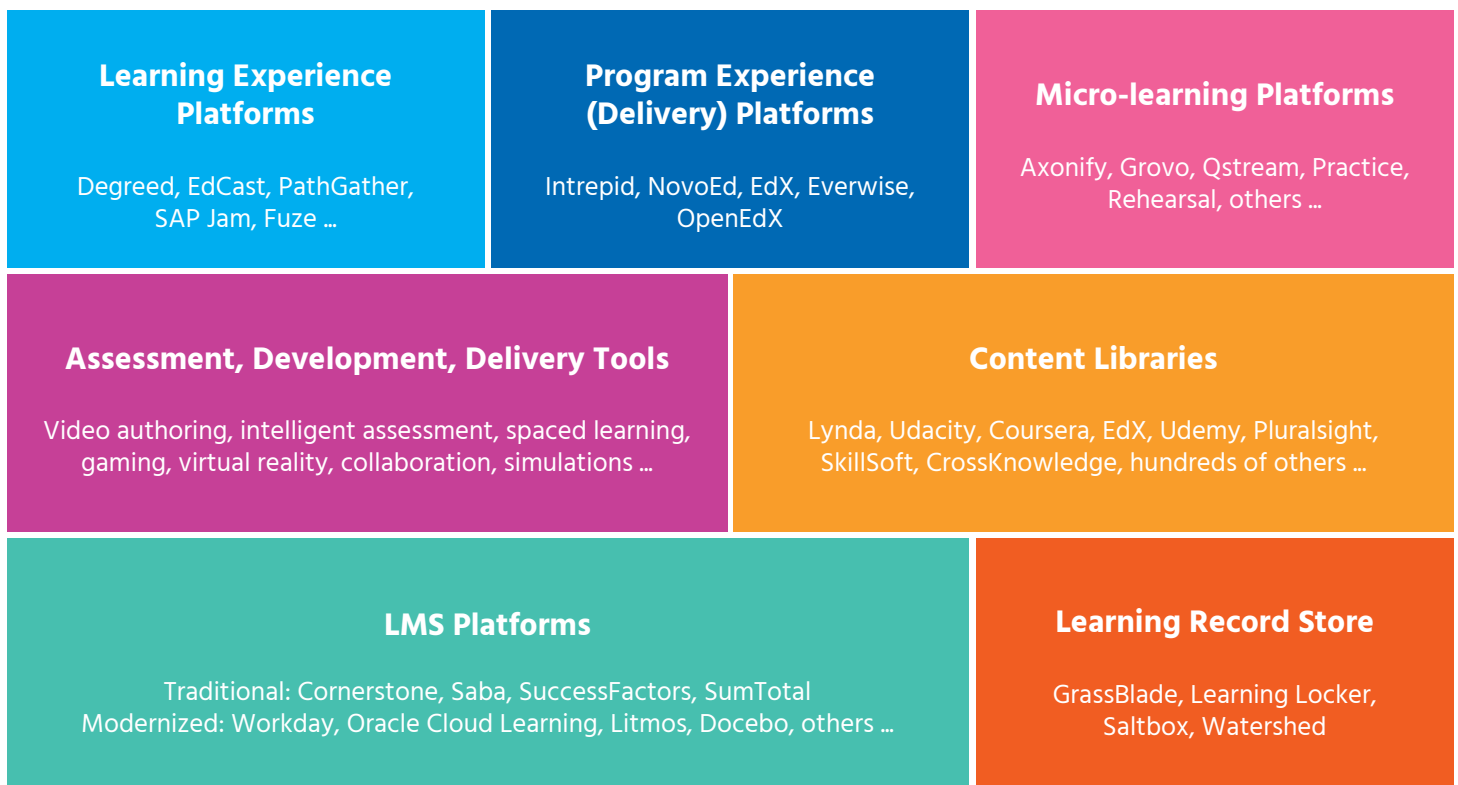 Learning Experience
Platforms
Degreed, EdCast, PathGather,
SAP Jam, Fuze ...
Program Experience
(Delivery) Platforms
Intrepid, NovoEd, EdX, Everwise,
OpenEdX
Micro-learning Platforms
Axonify, Grovo, Qstream, Practice,
Rehearsal, others ...
Assessment, Development, Delivery Tools
Video authoring, intelligent assessment, spaced learning,
gaming, virtual reality, collaboration, simulations ...
Content Libraries
Lynda, Udacity, Coursera, EdX, Udemy, Pluralsight,
SkillSoft, CrossKnowledge, hundreds of others ...
LMS Platforms
Traditional: Cornerstone, Saba, SuccessFactors, SumTotal
Modernized: Workday, Oracle Cloud Learning, Litmos, Docebo, others ...
Learning Record Store
GrassBlade, Learning Locker,
Saltbox, Watershed